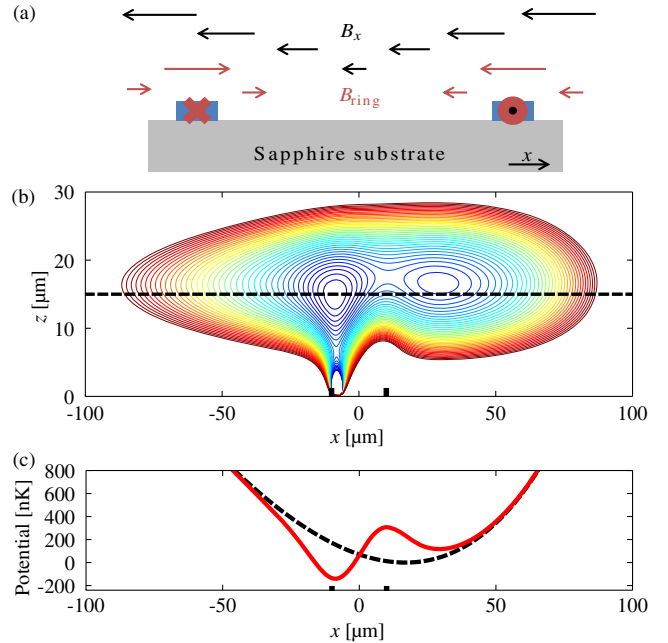 (a)
B_x
B_ring
Sapphire substrate
x
(b)
30
20
10
0
z [µm]
-100
-50
0
50
100
x [µm]
(c)
800
600
400
200
0
-200
Potential [nK]
-100
-50
0
50
100
x [µm]